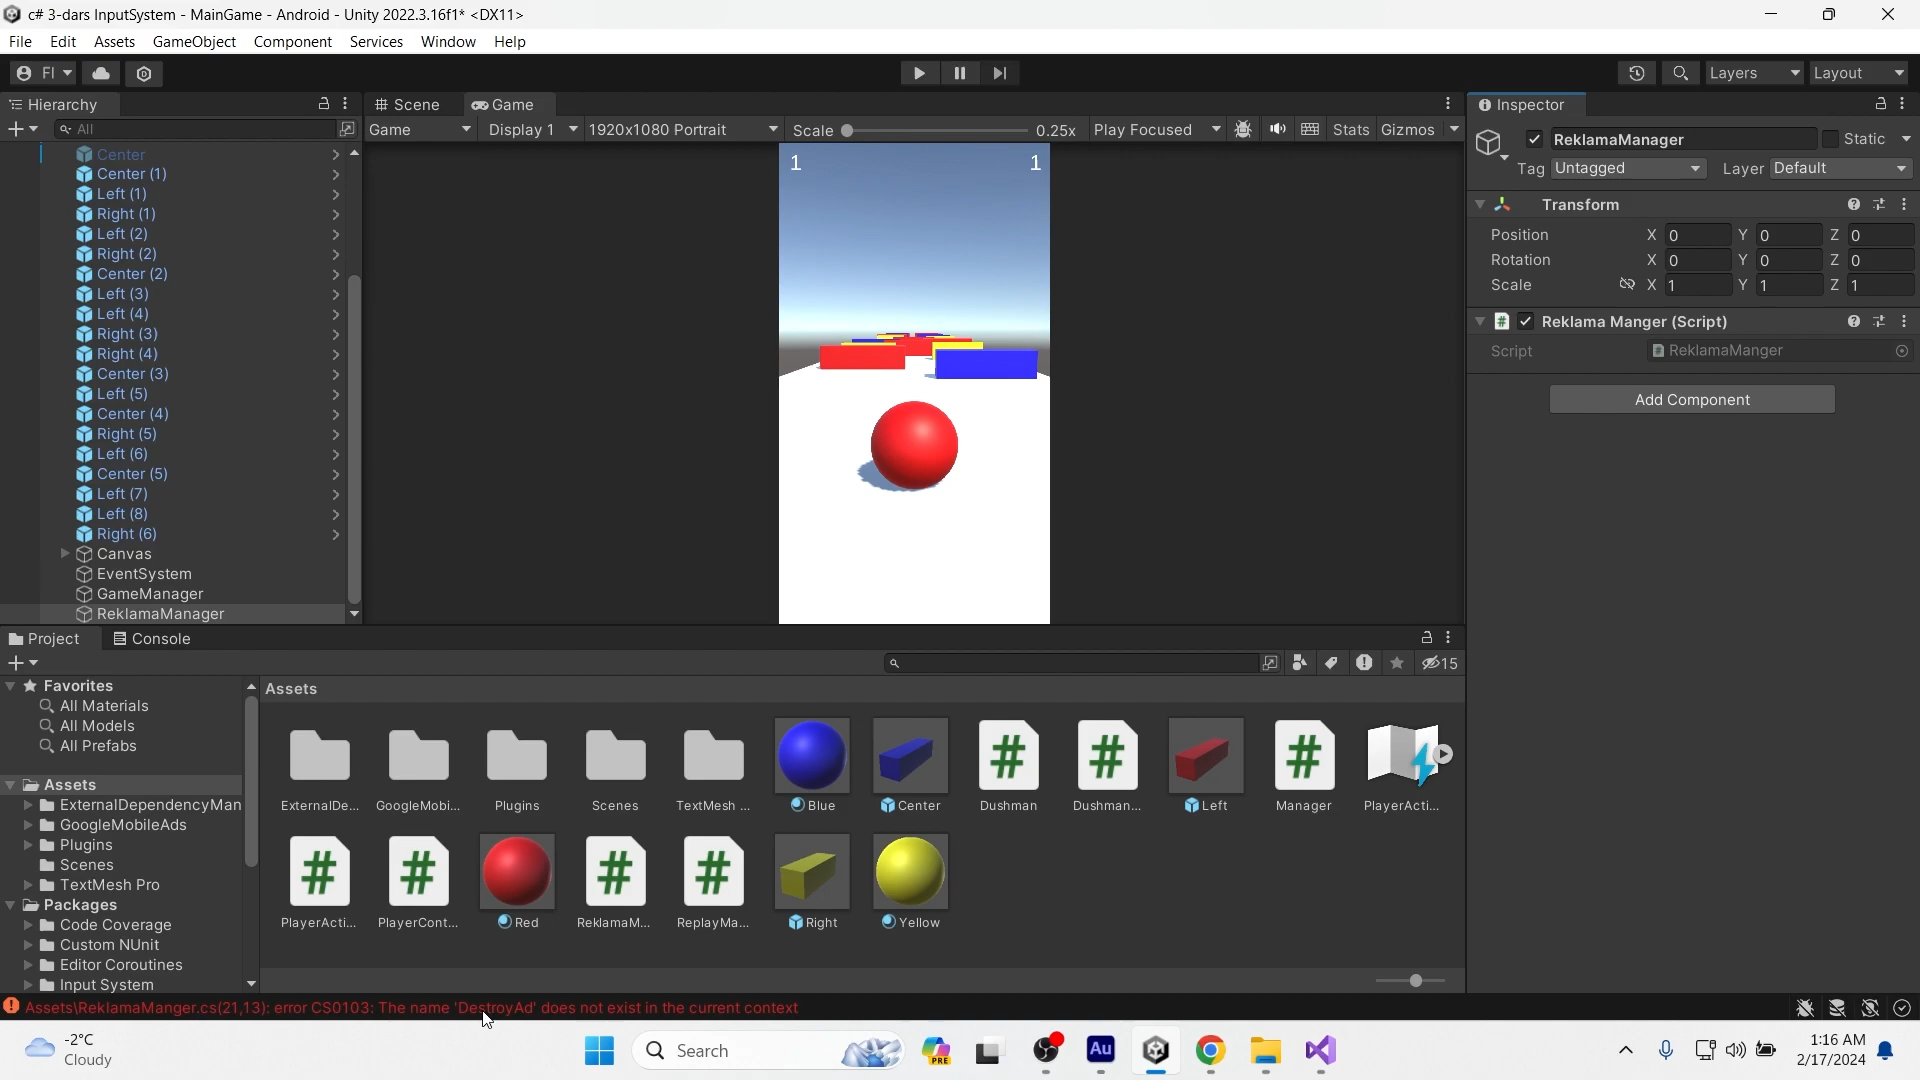 c# 3-dars InputSystem - MainGame - Android - Unity 2022.3.16f1* <DX11>
File Edit Assets GameObject Component Services Window Help
FI
Layers Layout
Hierarchy
All
Center
Center (1)
Left (1)
Right (1)
Left (2)
Right (2)
Center (2)
Left (3)
Left (4)
Right (3)
Right (4)
Center (3)
Left (5)
Center (4)
Right (5)
Left (6)
Center (5)
Left (7)
Left (8)
Right (6)
Canvas
EventSystem
GameManager
ReklamaManager
Scene Game
Game Display 1 1920x1080 Portrait Scale 0.25x Play Focused Stats Gizmos
1 1
Inspector
ReklamaManager Static
Tag Untagged Layer Default
Transform
Position X 0 Y 0 Z 0
Rotation X 0 Y 0 Z 0
Scale X 1 Y 1 Z 1
# Reklama Manger (Script)
Script ReklamaManger
Add Component
Project Console
15
Favorites
All Materials
All Models
All Prefabs
Assets
ExternalDependencyMan
GoogleMobileAds
Plugins
Scenes
TextMesh Pro
Packages
Code Coverage
Custom NUnit
Editor Coroutines
Input System
Assets
ExternalDe... GoogleMobi... Plugins Scenes TextMesh ... Blue Center Dushman Dushman... Left Manager PlayerActi...
PlayerActi... PlayerCont... Red ReklamaM... ReplayMa... Right Yellow
Assets\ReklamaManger.cs(21,13): error CS0103: The name 'DestroyAd' does not exist in the current context
-2°C
Cloudy
Search
PRE
Au
1:16 AM
2/17/2024